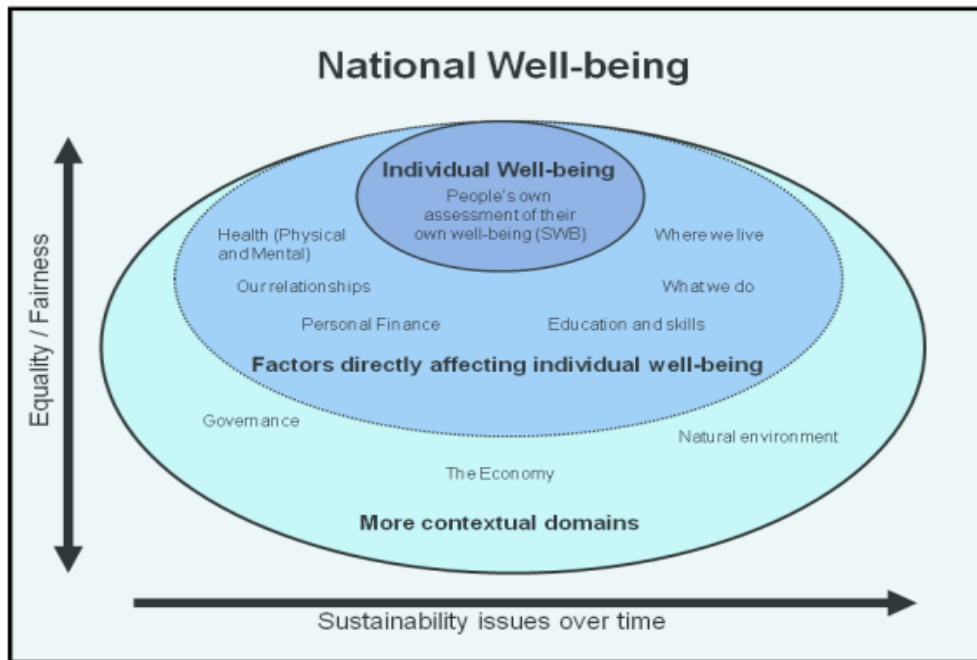 National Well-being
Individual Well-being
People's own
assessment of their
own well-being (SWB)
Health (Physical
and Mental)
Where we live
Our relationships
What we do
Personal Finance
Education and skills
Factors directly affecting individual well-being
Governance
Natural environment
The Economy
More contextual domains
Equality / Fairness
Sustainability issues over time